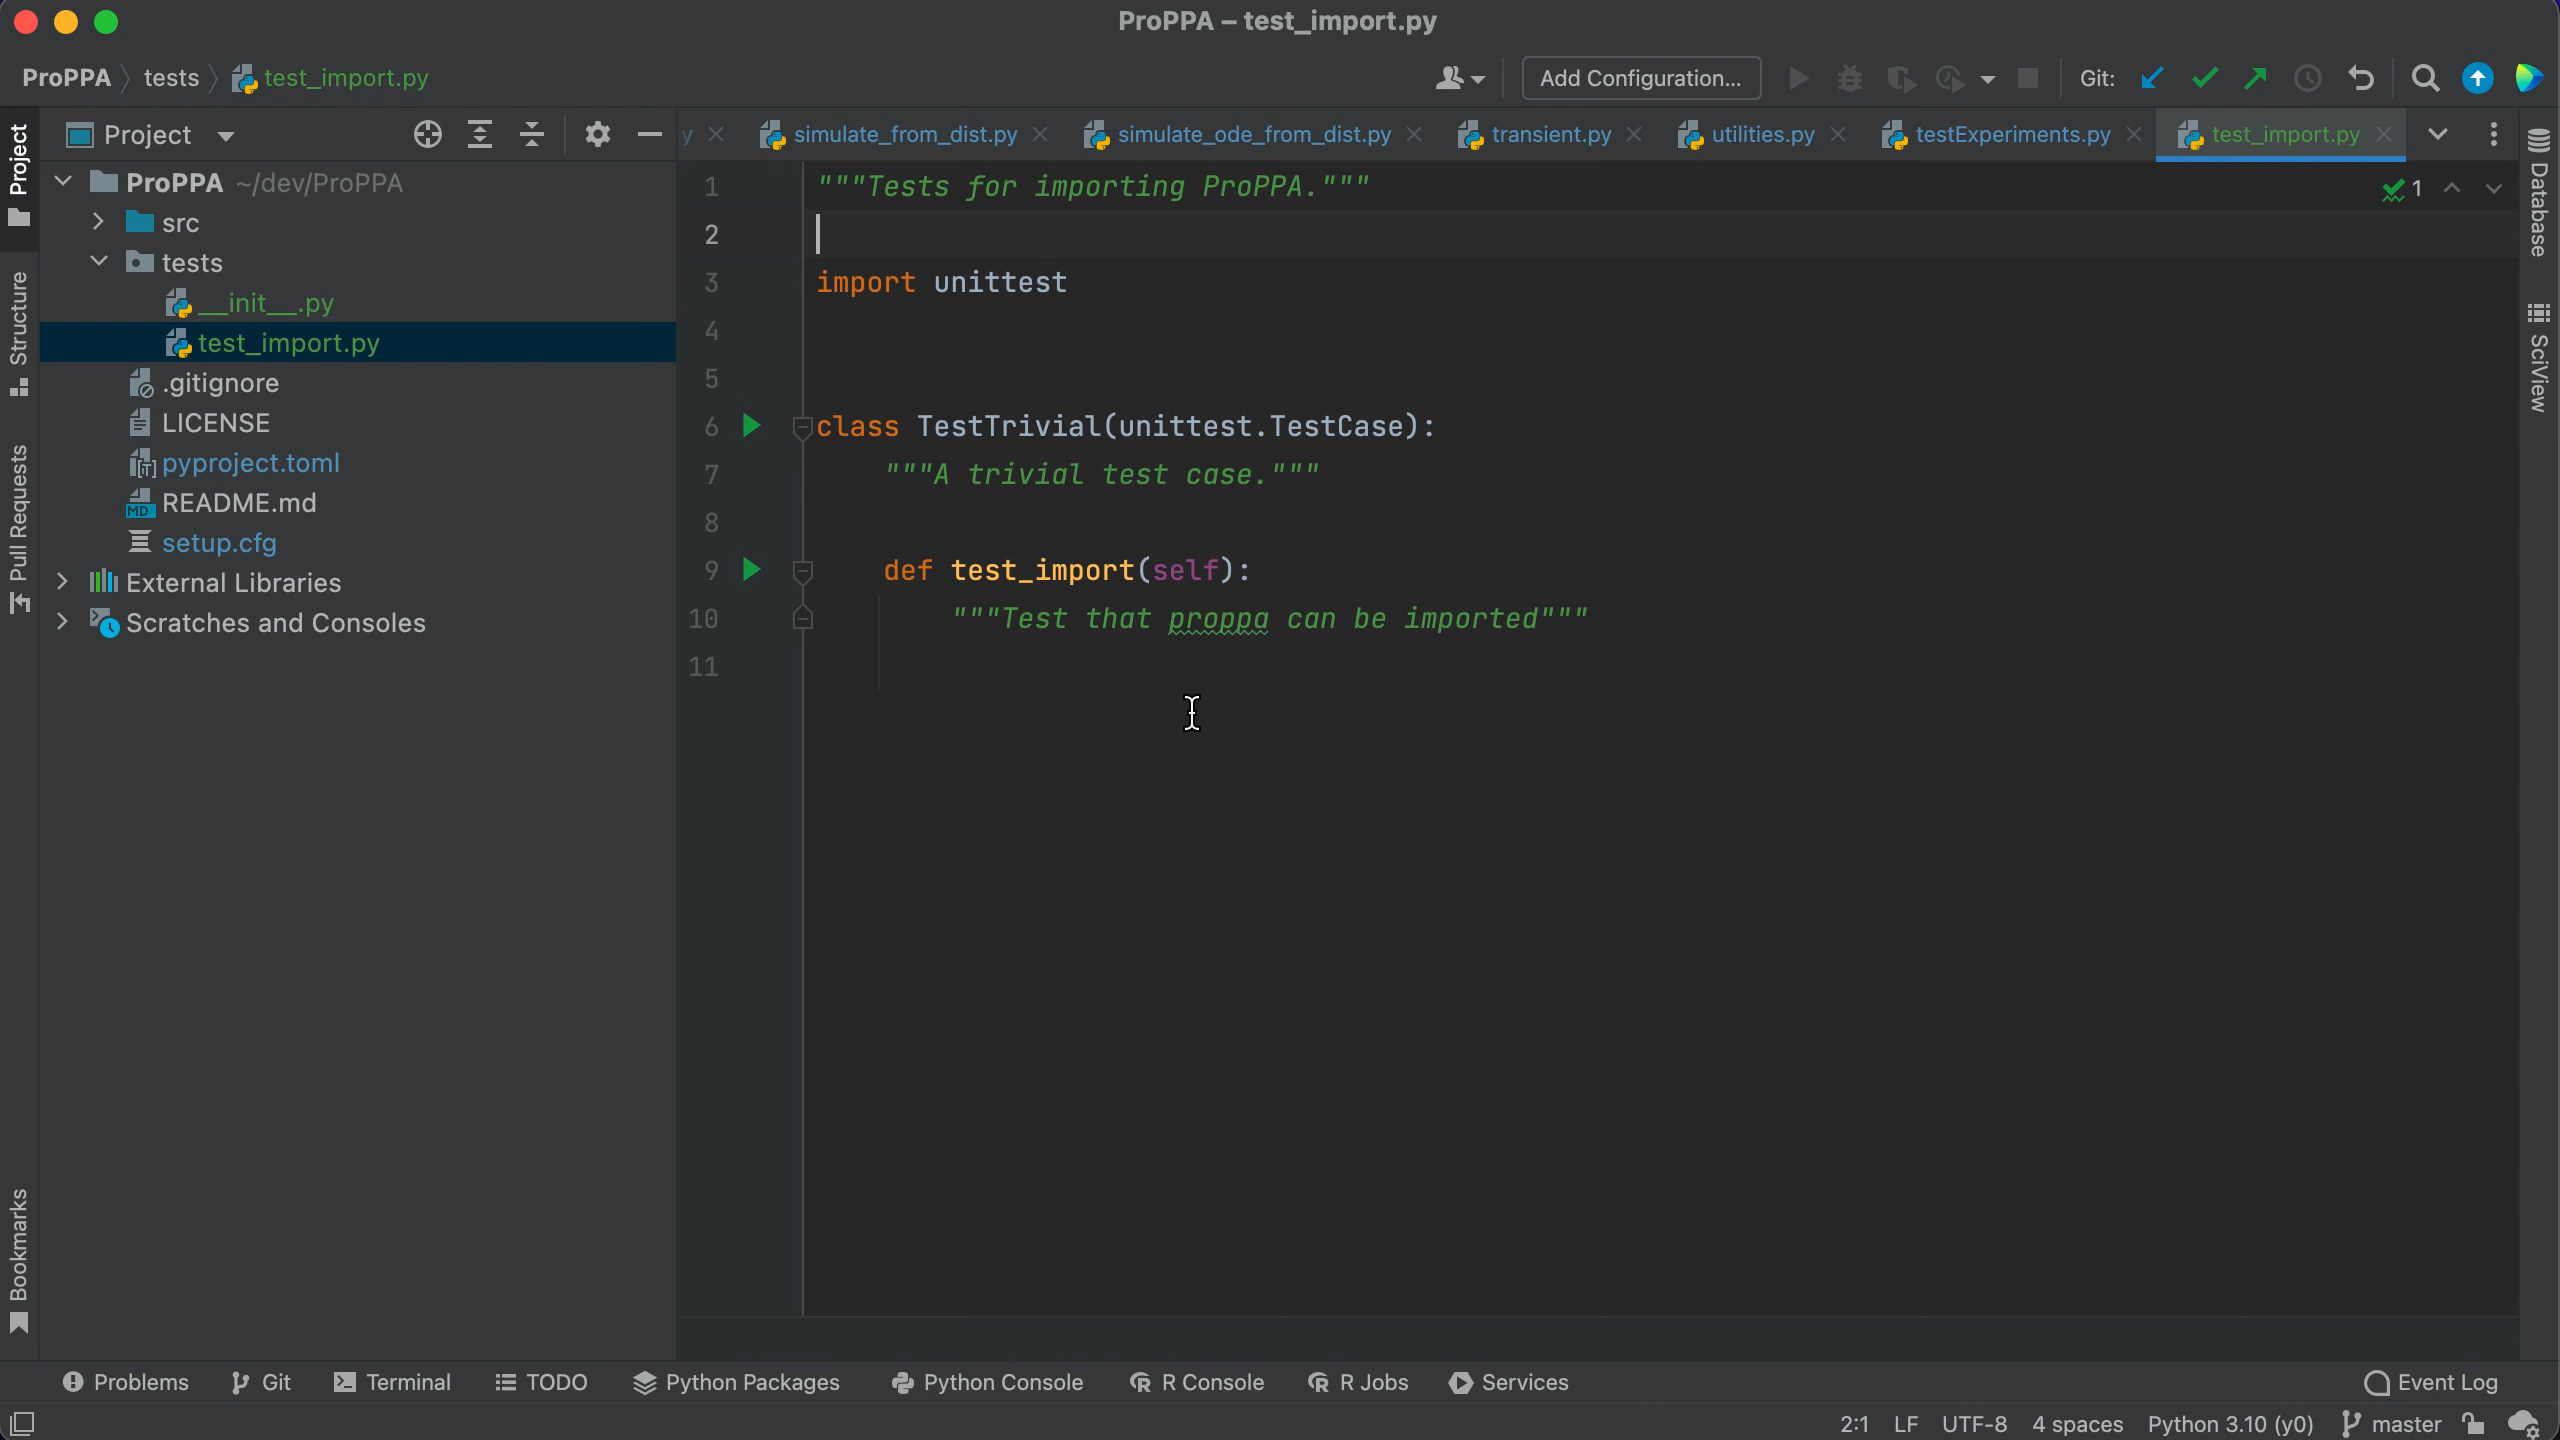 ProPPA – test_import.py
ProPPA tests test_import.py
Add Configuration...
Git:
Project
y
simulate_from_dist.py
simulate_ode_from_dist.py
transient.py
utilities.py
testExperiments.py
test_import.py
Project
Structure
Pull Requests
Bookmarks
ProPPA ~/dev/ProPPA
src
tests
__init__.py
test_import.py
.gitignore
LICENSE
pyproject.toml
MD README.md
setup.cfg
External Libraries
Scratches and Consoles
1 """Tests for importing ProPPA."""
2
3 import unittest
4
5
6 class TestTrivial(unittest.TestCase):
7 """A trivial test case."""
8
9 def test_import(self):
10 """Test that proppa can be imported"""
11
1
Database
SciView
Problems Git Terminal TODO Python Packages Python Console R Console R Jobs Services Event Log
2:1 LF UTF-8 4 spaces Python 3.10 (y0) master